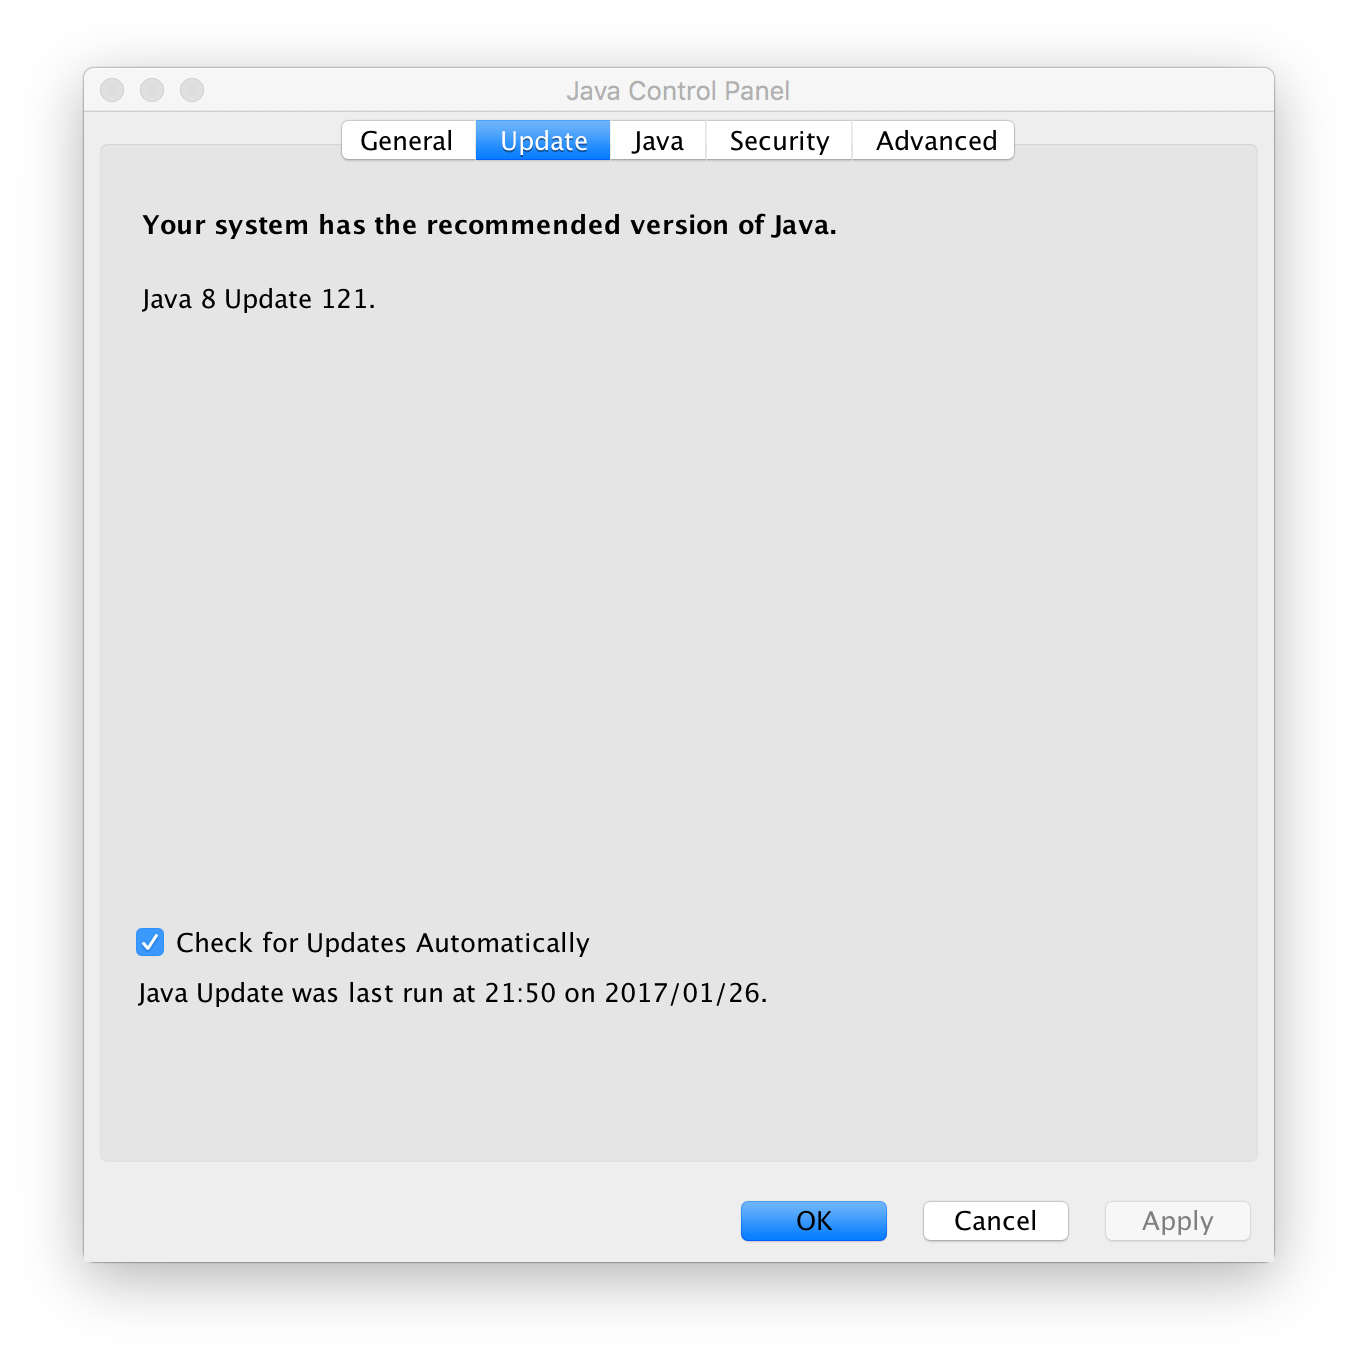 Java Control Panel
General Update Java Security Advanced
Your system has the recommended version of Java.
Java 8 Update 121.
Check for Updates Automatically
Java Update was last run at 21:50 on 2017/01/26.
OK Cancel Apply